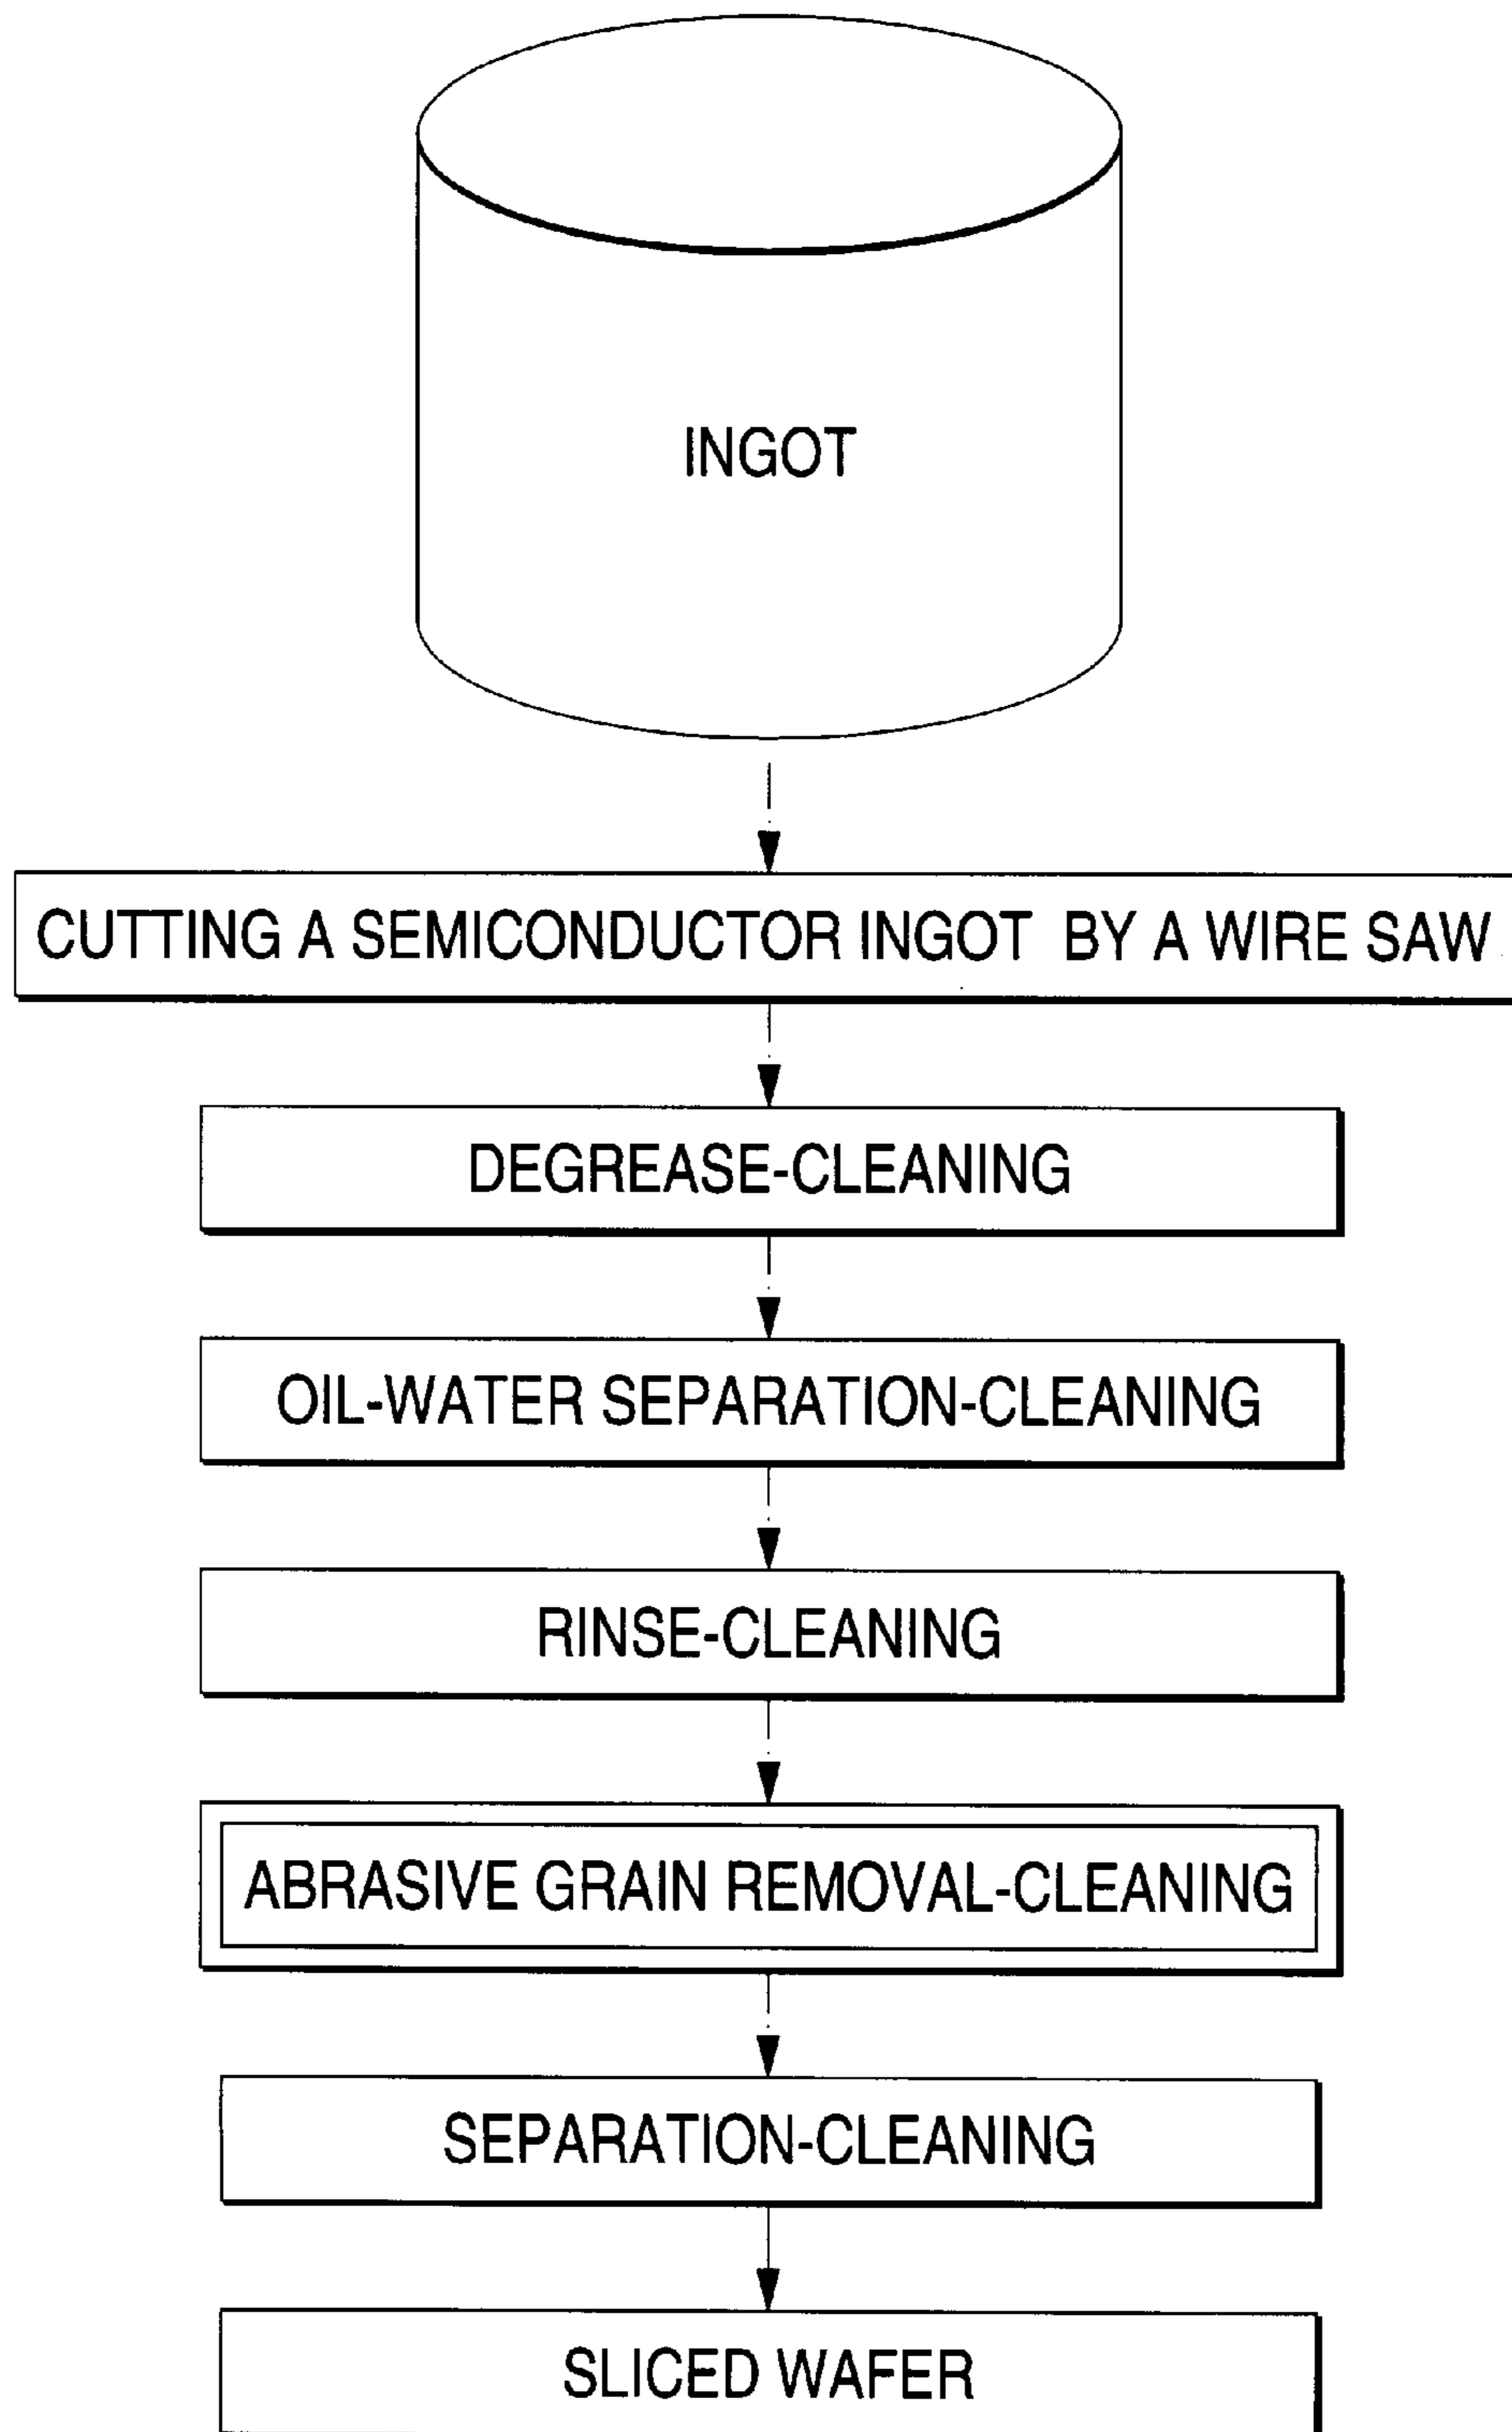 INGOT
CUTTING A SEMICONDUCTOR INGOT BY A WIRE SAW
DEGREASE-CLEANING
OIL-WATER SEPARATION-CLEANING
RINSE-CLEANING
ABRASIVE GRAIN REMOVAL-CLEANING
SEPARATION-CLEANING
SLICED WAFER